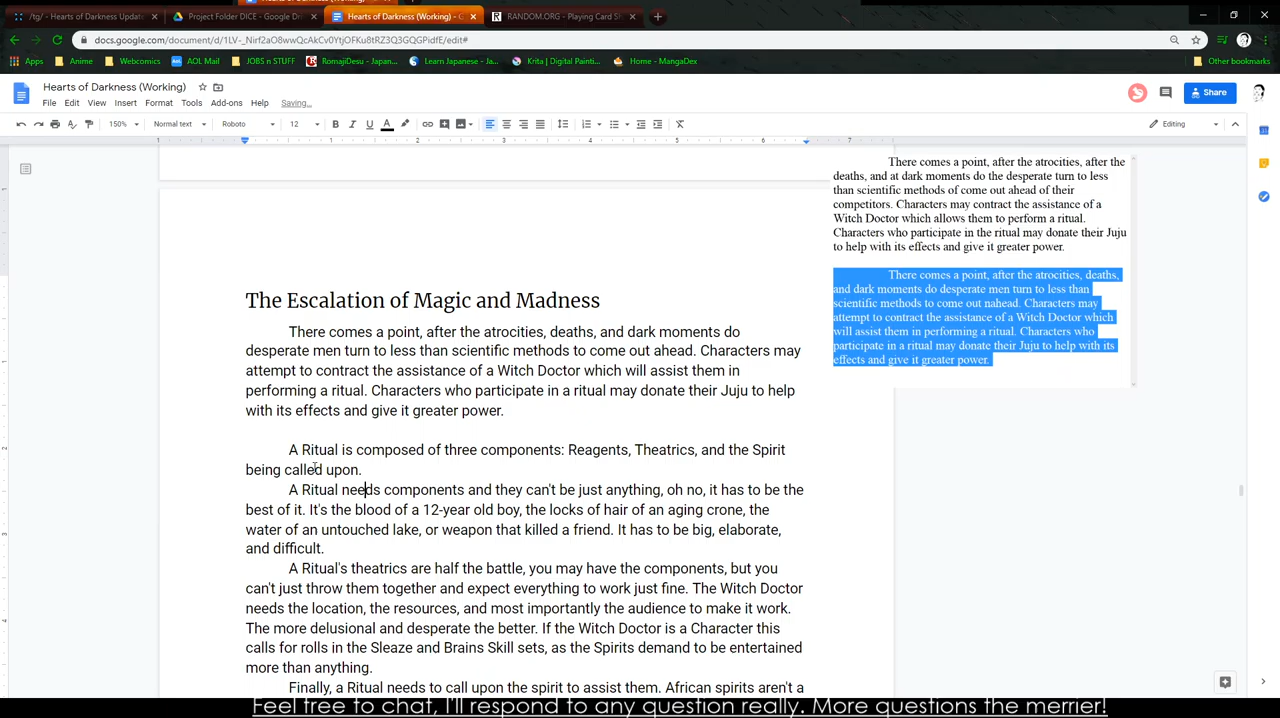 /tg/ - Hearts of Darkness Update
Project Folder DICE - Google Dri
Hearts of Darkness (Working) - G
RANDOM.ORG - Playing Card Sh
docs.google.com/document/d/1LV-_Nirf2aO8wwQcAkCv0YtjOFKu8tRZ3Q3GQGPidfE/edit#
Apps
Anime
Webcomics
AOL Mail
JOBS n STUFF
RomajiDesu - Japan...
Learn Japanese - Ja...
Krita | Digital Painti...
Home - MangaDex
Other bookmarks
Hearts of Darkness (Working)
File Edit View Insert Format Tools Add-ons Help Saving...
Share
150% Normal text Roboto 12
Editing
There comes a point, after the atrocities, after the
deaths, and at dark moments do the desperate turn to less
than scientific methods of come out ahead of their
competitors. Characters may contract the assistance of a
Witch Doctor which allows them to perform a ritual.
Characters who participate in the ritual may donate their Juju
to help with its effects and give it greater power.
There comes a point, after the atrocities, deaths,
and dark moments do desperate men turn to less than
scientific methods to come out nahead. Characters may
attempt to contract the assistance of a Witch Doctor which
will assist them in performing a ritual. Characters who
participate in a ritual may donate their Juju to help with its
effects and give it greater power.
The Escalation of Magic and Madness
There comes a point, after the atrocities, deaths, and dark moments do
desperate men turn to less than scientific methods to come out ahead. Characters may
attempt to contract the assistance of a Witch Doctor which will assist them in
performing a ritual. Characters who participate in a ritual may donate their Juju to help
with its effects and give it greater power.
A Ritual is composed of three components: Reagents, Theatrics, and the Spirit
being called upon.
A Ritual needs components and they can't be just anything, oh no, it has to be the
best of it. It's the blood of a 12-year old boy, the locks of hair of an aging crone, the
water of an untouched lake, or weapon that killed a friend. It has to be big, elaborate,
and difficult.
A Ritual's theatrics are half the battle, you may have the components, but you
can't just throw them together and expect everything to work just fine. The Witch Doctor
needs the location, the resources, and most importantly the audience to make it work.
The more delusional and desperate the better. If the Witch Doctor is a Character this
calls for rolls in the Sleaze and Brains Skill sets, as the Spirits demand to be entertained
more than anything.
Finally, a Ritual needs to call upon the spirit to assist them. African spirits aren't a
Feel free to chat, I'll respond to any question really. More questions the merrier!